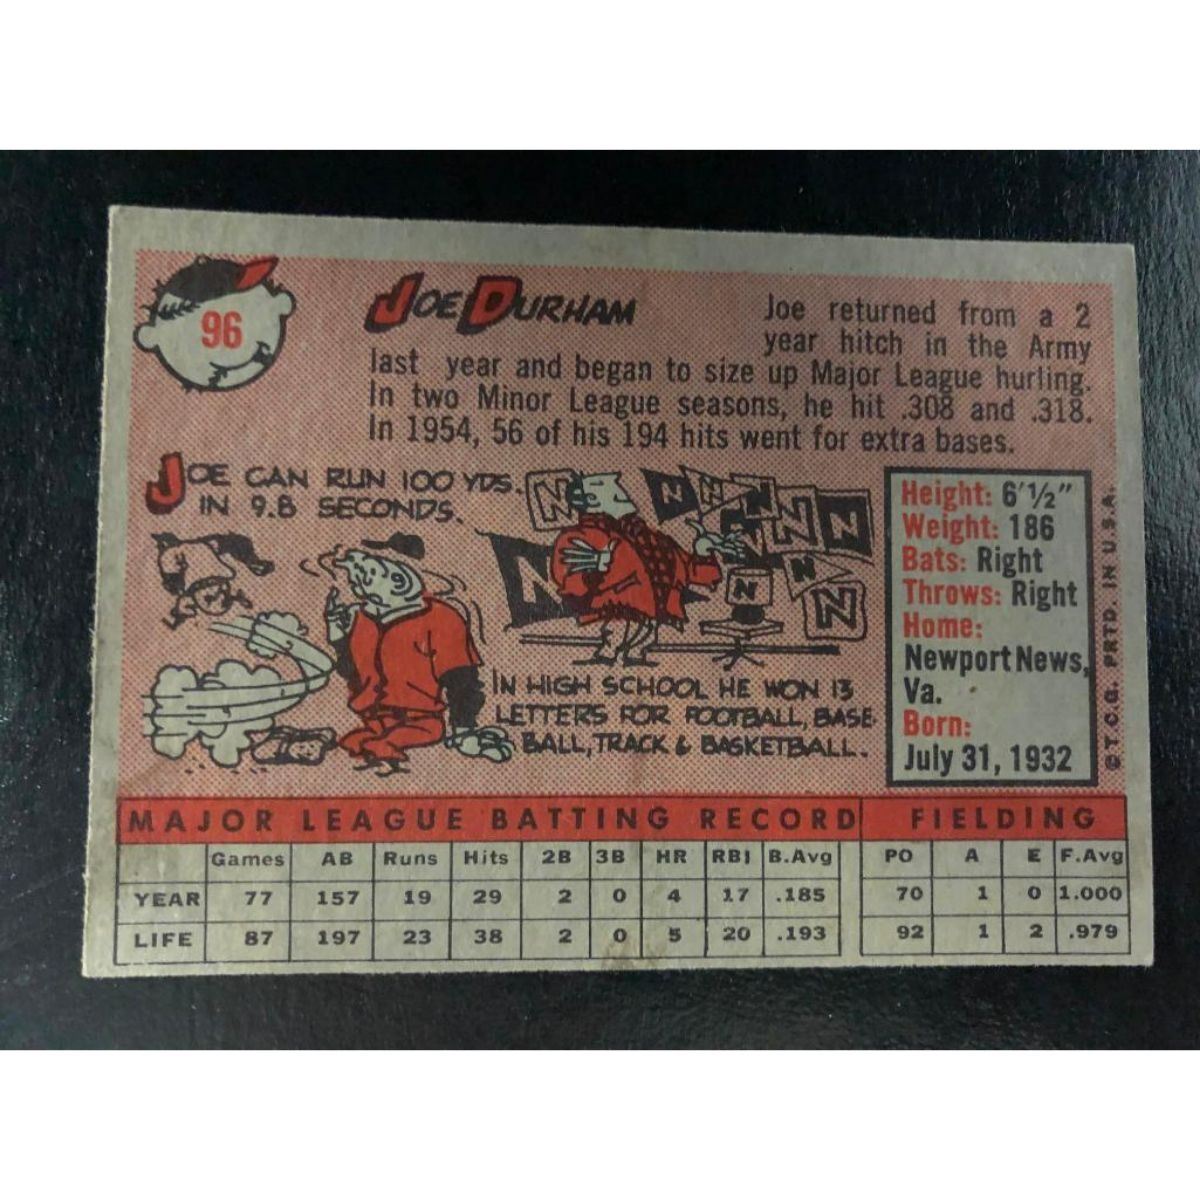 96
JOE DURHAM
Joe returned from a 2
year hitch in the Army
last year and began to size up Major League hurling.
In two Minor League seasons, he hit .308 and .318.
In 1954, 56 of his 194 hits went for extra bases.
JOE CAN RUN 100 YDS.
IN 9.8 SECONDS.
N
N N N N N N
N
N
N
N
IN HIGH SCHOOL HE WON 13
LETTERS FOR FOOTBALL, BASE
BALL, TRACK & BASKETBALL.
Height: 6'½"
Weight: 186
Bats: Right
Throws: Right
Home:
Newport News,
Va.
Born:
July 31, 1932
© T.C.G. PRTD. IN U.S.A.
MAJOR LEAGUE BATTING RECORD FIELDING
Games AB Runs Hits 2B 3B HR RBI B.Avg PO A E F.Avg
YEAR 77 157 19 29 2 0 4 17 .185 70 1 0 1.000
LIFE 87 197 23 38 2 0 5 20 .193 92 1 2 .979